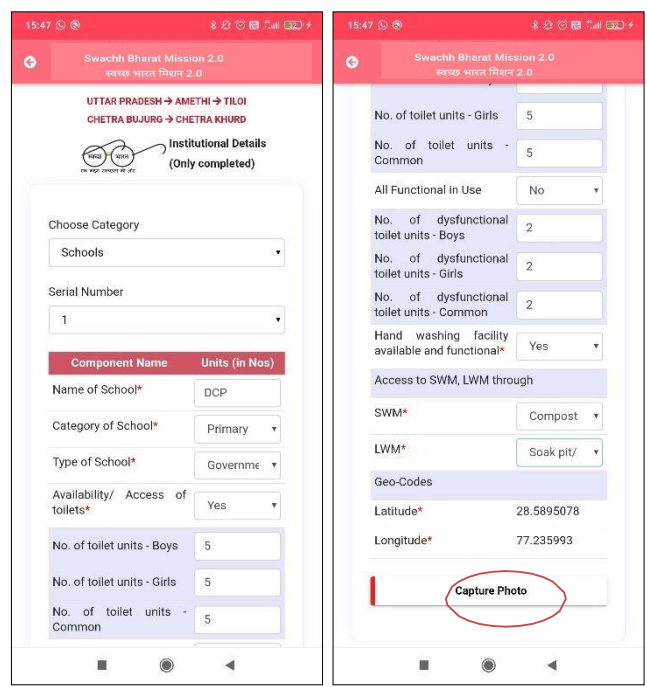 15:47
Swachh Bharat Mission 2.0
स्वच्छ भारत मिशन 2.0
UTTAR PRADESH → AMETHI → TILOI
CHETRA BUJURG → CHETRA KHURD
स्वच्छ भारत
एक कदम स्वच्छता की ओर
Institutional Details
(Only completed)
Choose Category
Schools
Serial Number
1
Component Name Units (in Nos)
Name of School* DCP
Category of School* Primary
Type of School* Governme
Availability/ Access of
toilets* Yes
No. of toilet units - Boys 5
No. of toilet units - Girls 5
No. of toilet units -
Common 5
15:47
Swachh Bharat Mission 2.0
स्वच्छ भारत मिशन 2.0
No. of toilet units - Girls 5
No. of toilet units -
Common 5
All Functional in Use No
No. of dysfunctional
toilet units - Boys 2
No. of dysfunctional
toilet units - Girls 2
No. of dysfunctional
toilet units - Common 2
Hand washing facility
available and functional* Yes
Access to SWM, LWM through
SWM* Compost
LWM* Soak pit/
Geo-Codes
Latitude* 28.5895078
Longitude* 77.235993
Capture Photo